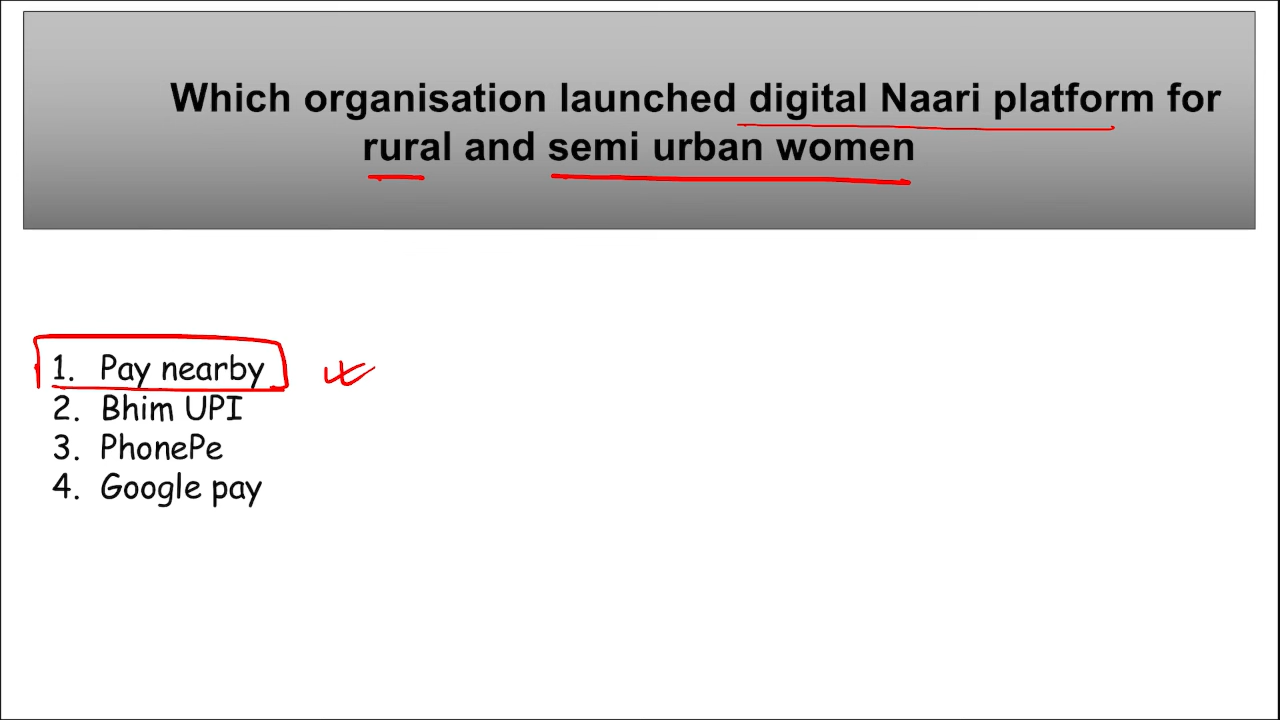 Which organisation launched digital Naari platform for
rural and semi urban women
1. Pay nearby
2. Bhim UPI
3. PhonePe
4. Google pay